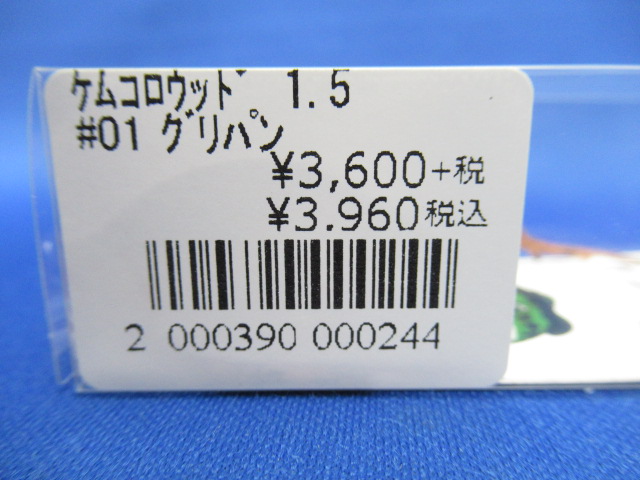 ケムコロウッド 1.5
#01 グリパン
¥3,600+税
¥3.960税込
2 000390 000244